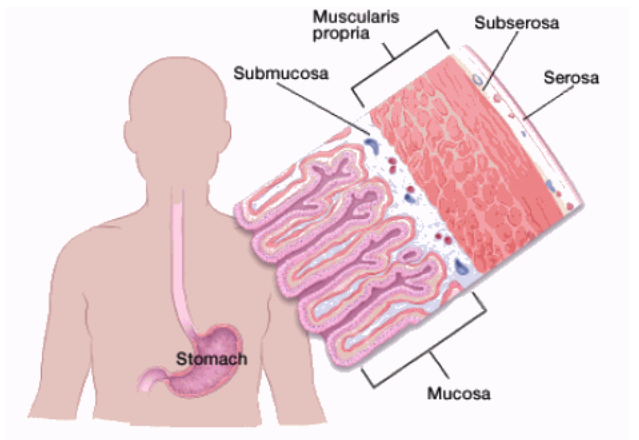 Muscularis
propria
Subserosa
Submucosa
Serosa
Stomach
Mucosa